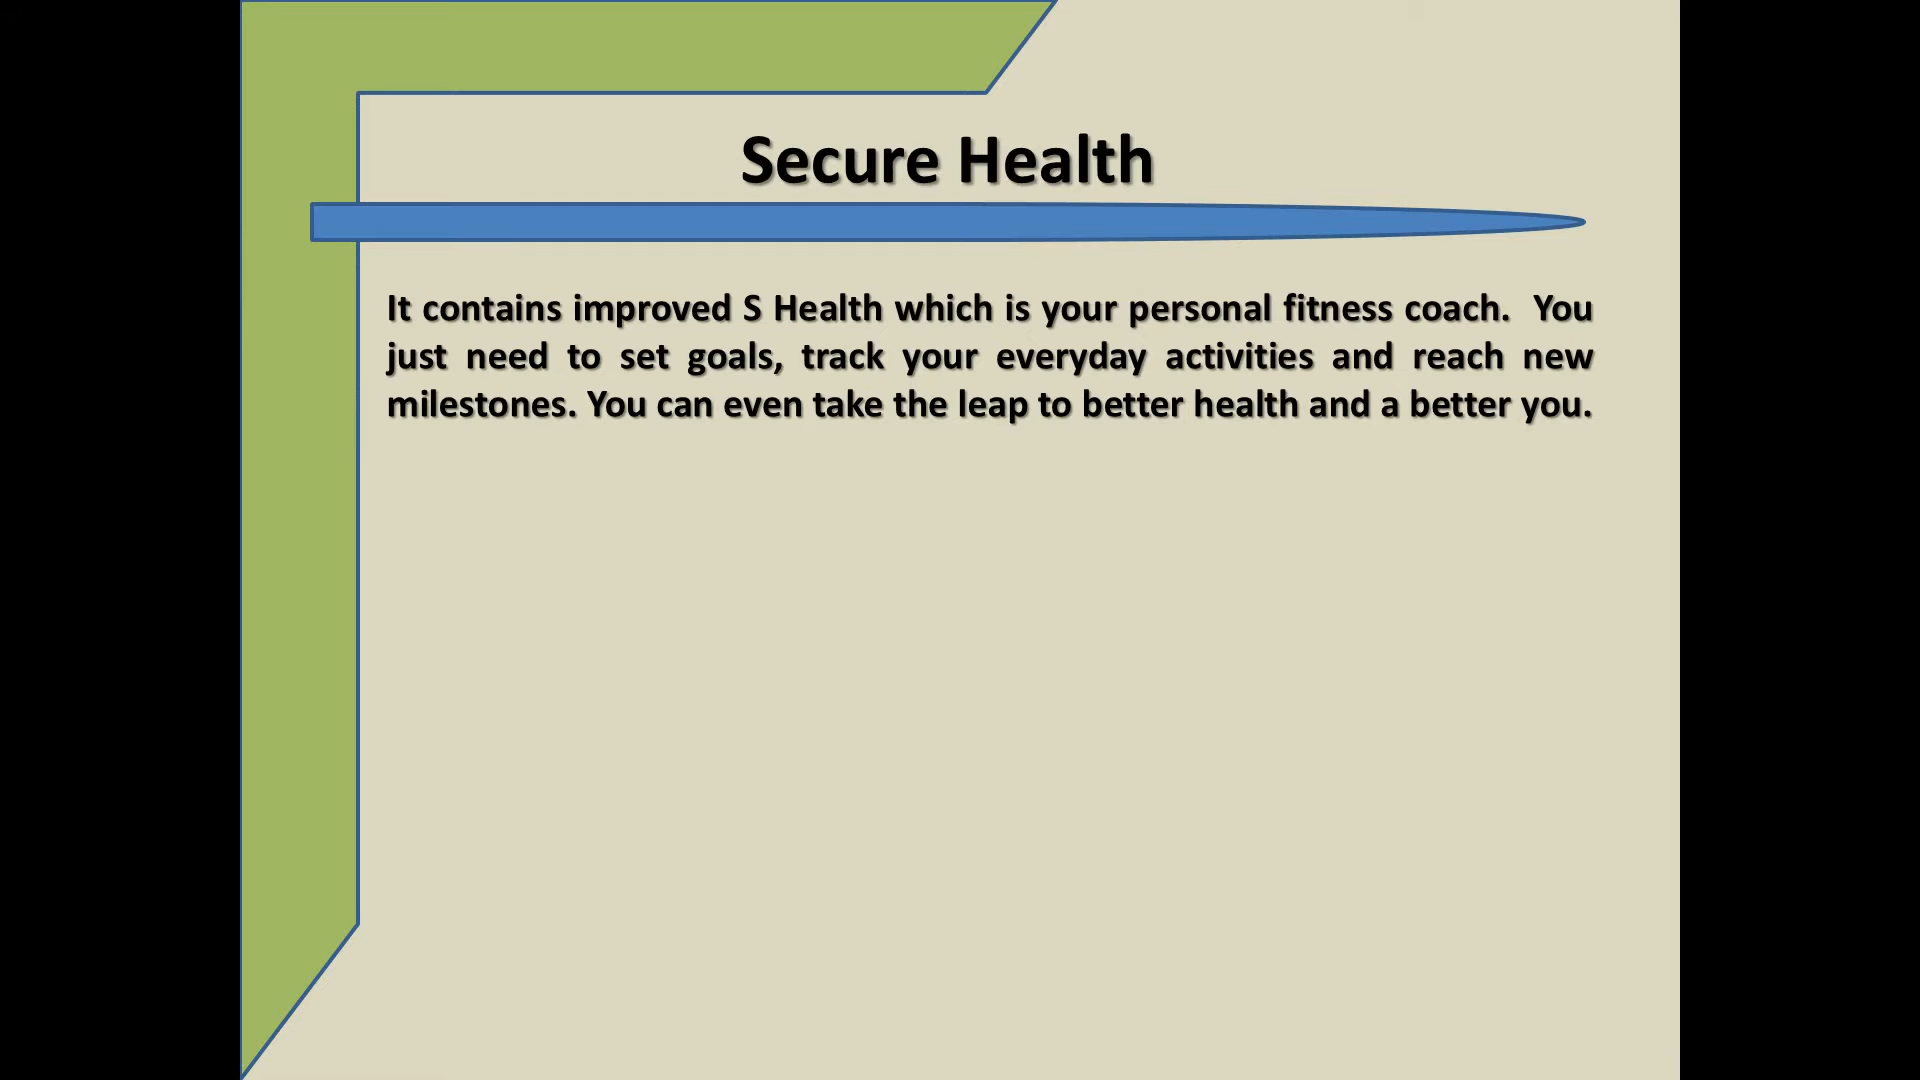 Secure Health
It contains improved S Health which is your personal fitness coach.  You
just need to set goals, track your everyday activities and reach new
milestones. You can even take the leap to better health and a better you.